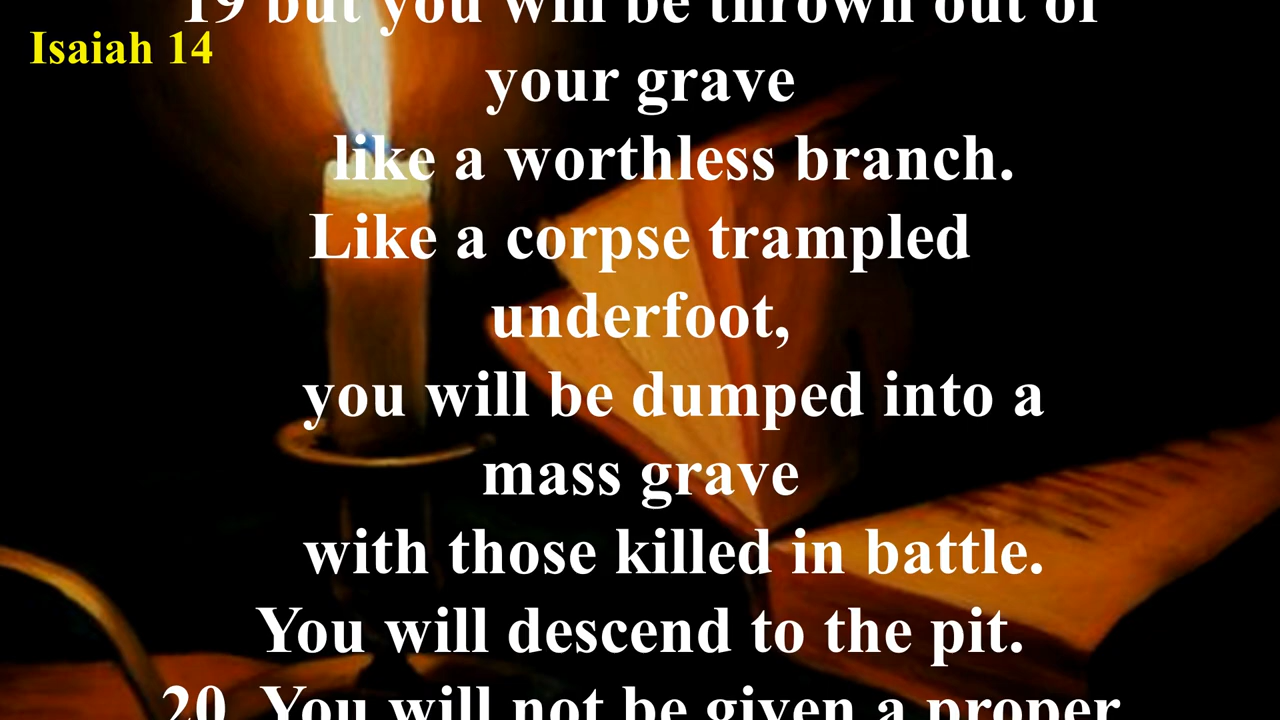 19 but you will be thrown out of
Isaiah 14
your grave
like a worthless branch.
Like a corpse trampled
underfoot,
you will be dumped into a
mass grave
with those killed in battle.
You will descend to the pit.
20 You will not be given a proper